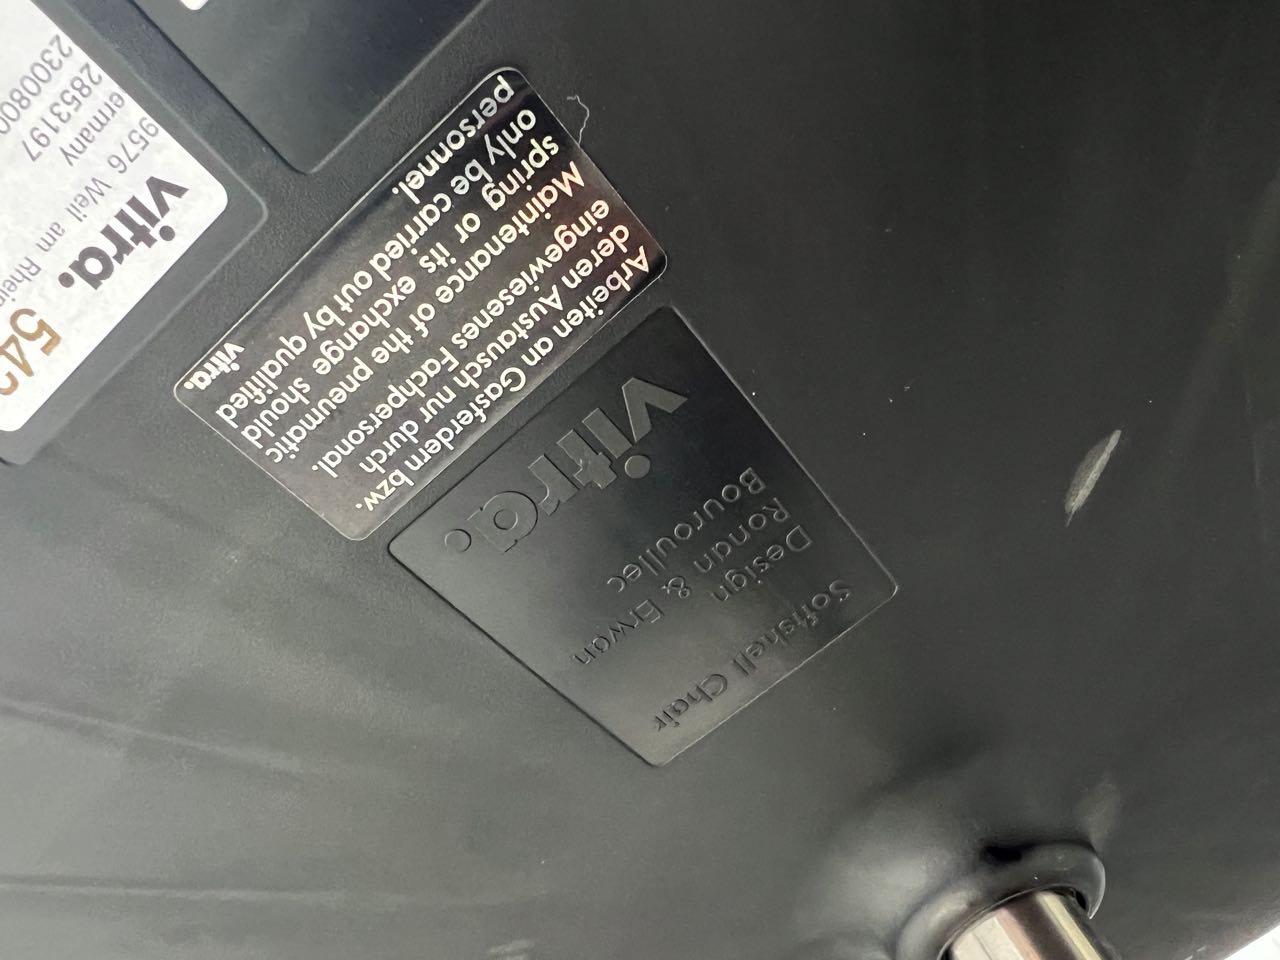 vitra.
9576 Weil am Rhein
ermany
2853197
2300800
Arbeiten an Gasferdern bzw.
deren Austausch nur durch
eingewiesenes Fachpersonal.
Maintenance of the pneumatic
spring or its exchange should
only be carried out by qualified
personnel.
vitra.
vitra.
Softshell Chair
Design
Ronan & Erwan
Bouroullec